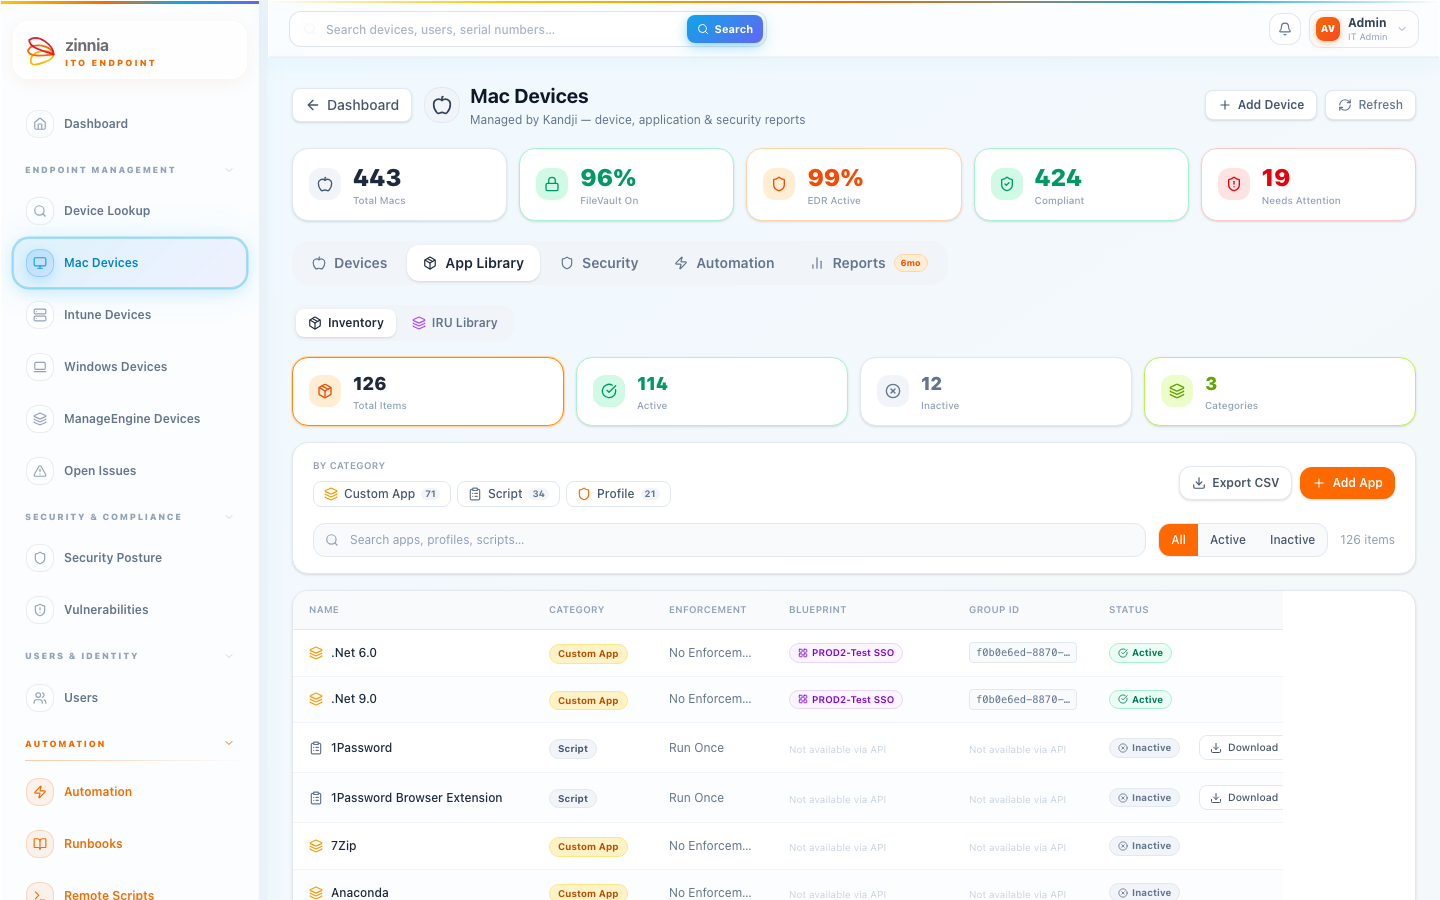 zinnia
ITO ENDPOINT
Search devices, users, serial numbers...
Search
AV
Admin
IT Admin
Dashboard
ENDPOINT MANAGEMENT
Device Lookup
Mac Devices
Intune Devices
Windows Devices
ManageEngine Devices
Open Issues
SECURITY & COMPLIANCE
Security Posture
Vulnerabilities
USERS & IDENTITY
Users
AUTOMATION
Automation
Runbooks
Remote Scripts
Dashboard
Mac Devices
Managed by Kandji — device, application & security reports
Add Device
Refresh
443
Total Macs
96%
FileVault On
99%
EDR Active
424
Compliant
19
Needs Attention
Devices
App Library
Security
Automation
Reports 6mo
Inventory
IRU Library
126
Total Items
114
Active
12
Inactive
3
Categories
BY CATEGORY
Custom App 71
Script 34
Profile 21
Export CSV
Add App
Search apps, profiles, scripts...
All
Active
Inactive
126 items
NAME CATEGORY ENFORCEMENT BLUEPRINT GROUP ID STATUS
.Net 6.0 Custom App No Enforcem... PROD2-Test SSO f0b0e6ed-8870-… Active
.Net 9.0 Custom App No Enforcem... PROD2-Test SSO f0b0e6ed-8870-… Active
1Password Script Run Once Not available via API Not available via API Inactive Download
1Password Browser Extension Script Run Once Not available via API Not available via API Inactive Download
7Zip Custom App No Enforcem... Not available via API Not available via API Inactive
Anaconda Custom App No Enforcem... Not available via API Not available via API Inactive